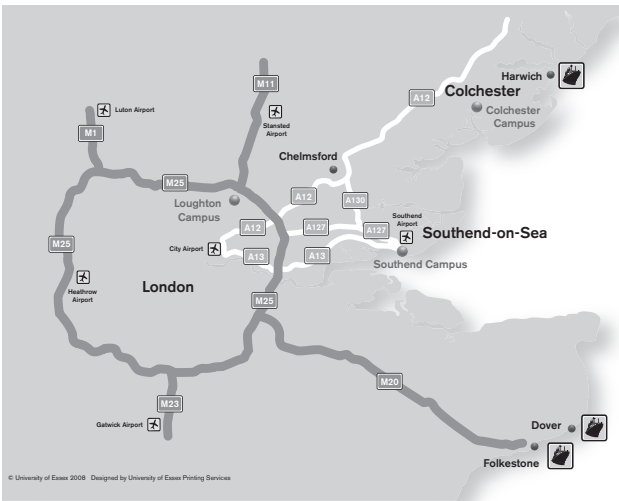 M11
Harwich
Luton Airport
A12
Colchester
Colchester
Campus
Stansted
Airport
M1
Chelmsford
M25
A12
A130
Loughton
Campus
Southend
Airport
A12
A127
A127
Southend-on-Sea
M25
City Airport
A13
A13
Southend Campus
Heathrow
Airport
London
M25
M20
M23
Gatwick Airport
Dover
Folkestone
© University of Essex 2008 Designed by University of Essex Printing Services